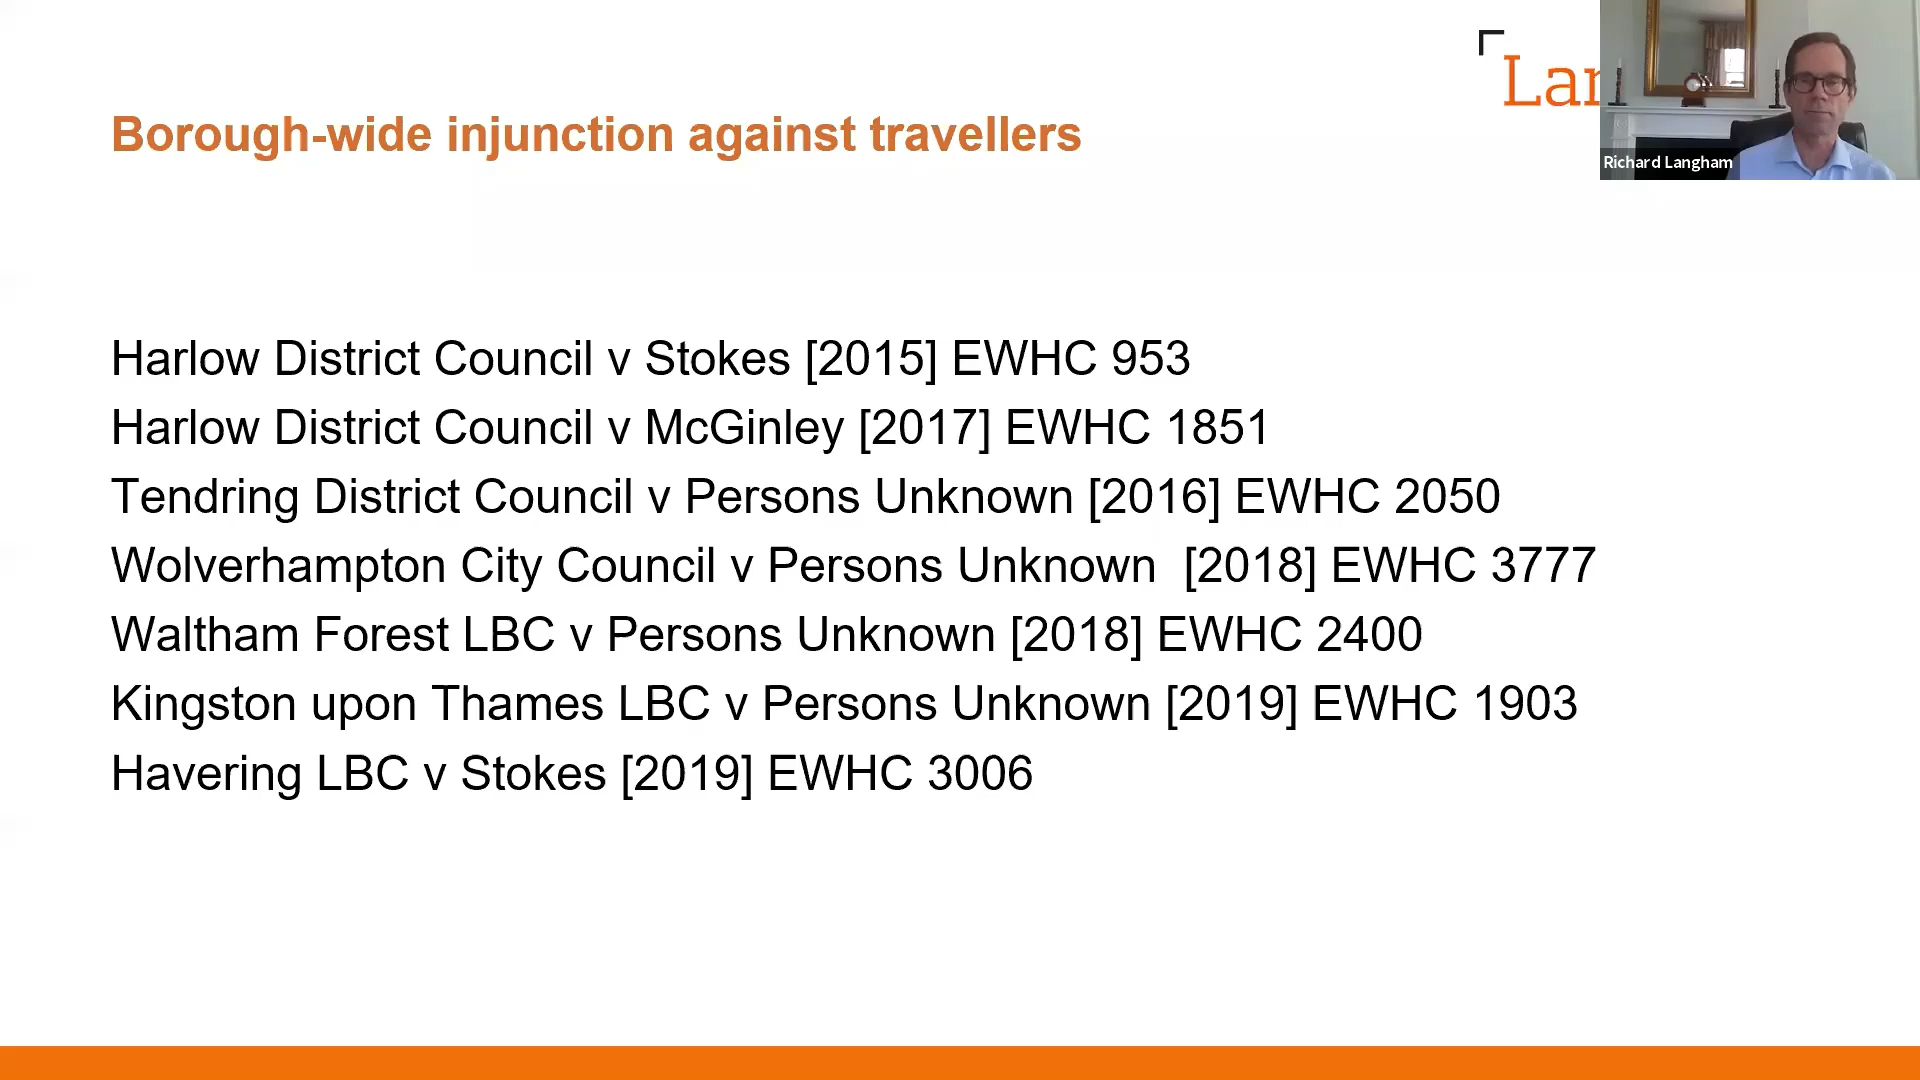 Lan
Richard Langham
Borough-wide injunction against travellers
Harlow District Council v Stokes [2015] EWHC 953
Harlow District Council v McGinley [2017] EWHC 1851
Tendring District Council v Persons Unknown [2016] EWHC 2050
Wolverhampton City Council v Persons Unknown [2018] EWHC 3777
Waltham Forest LBC v Persons Unknown [2018] EWHC 2400
Kingston upon Thames LBC v Persons Unknown [2019] EWHC 1903
Havering LBC v Stokes [2019] EWHC 3006